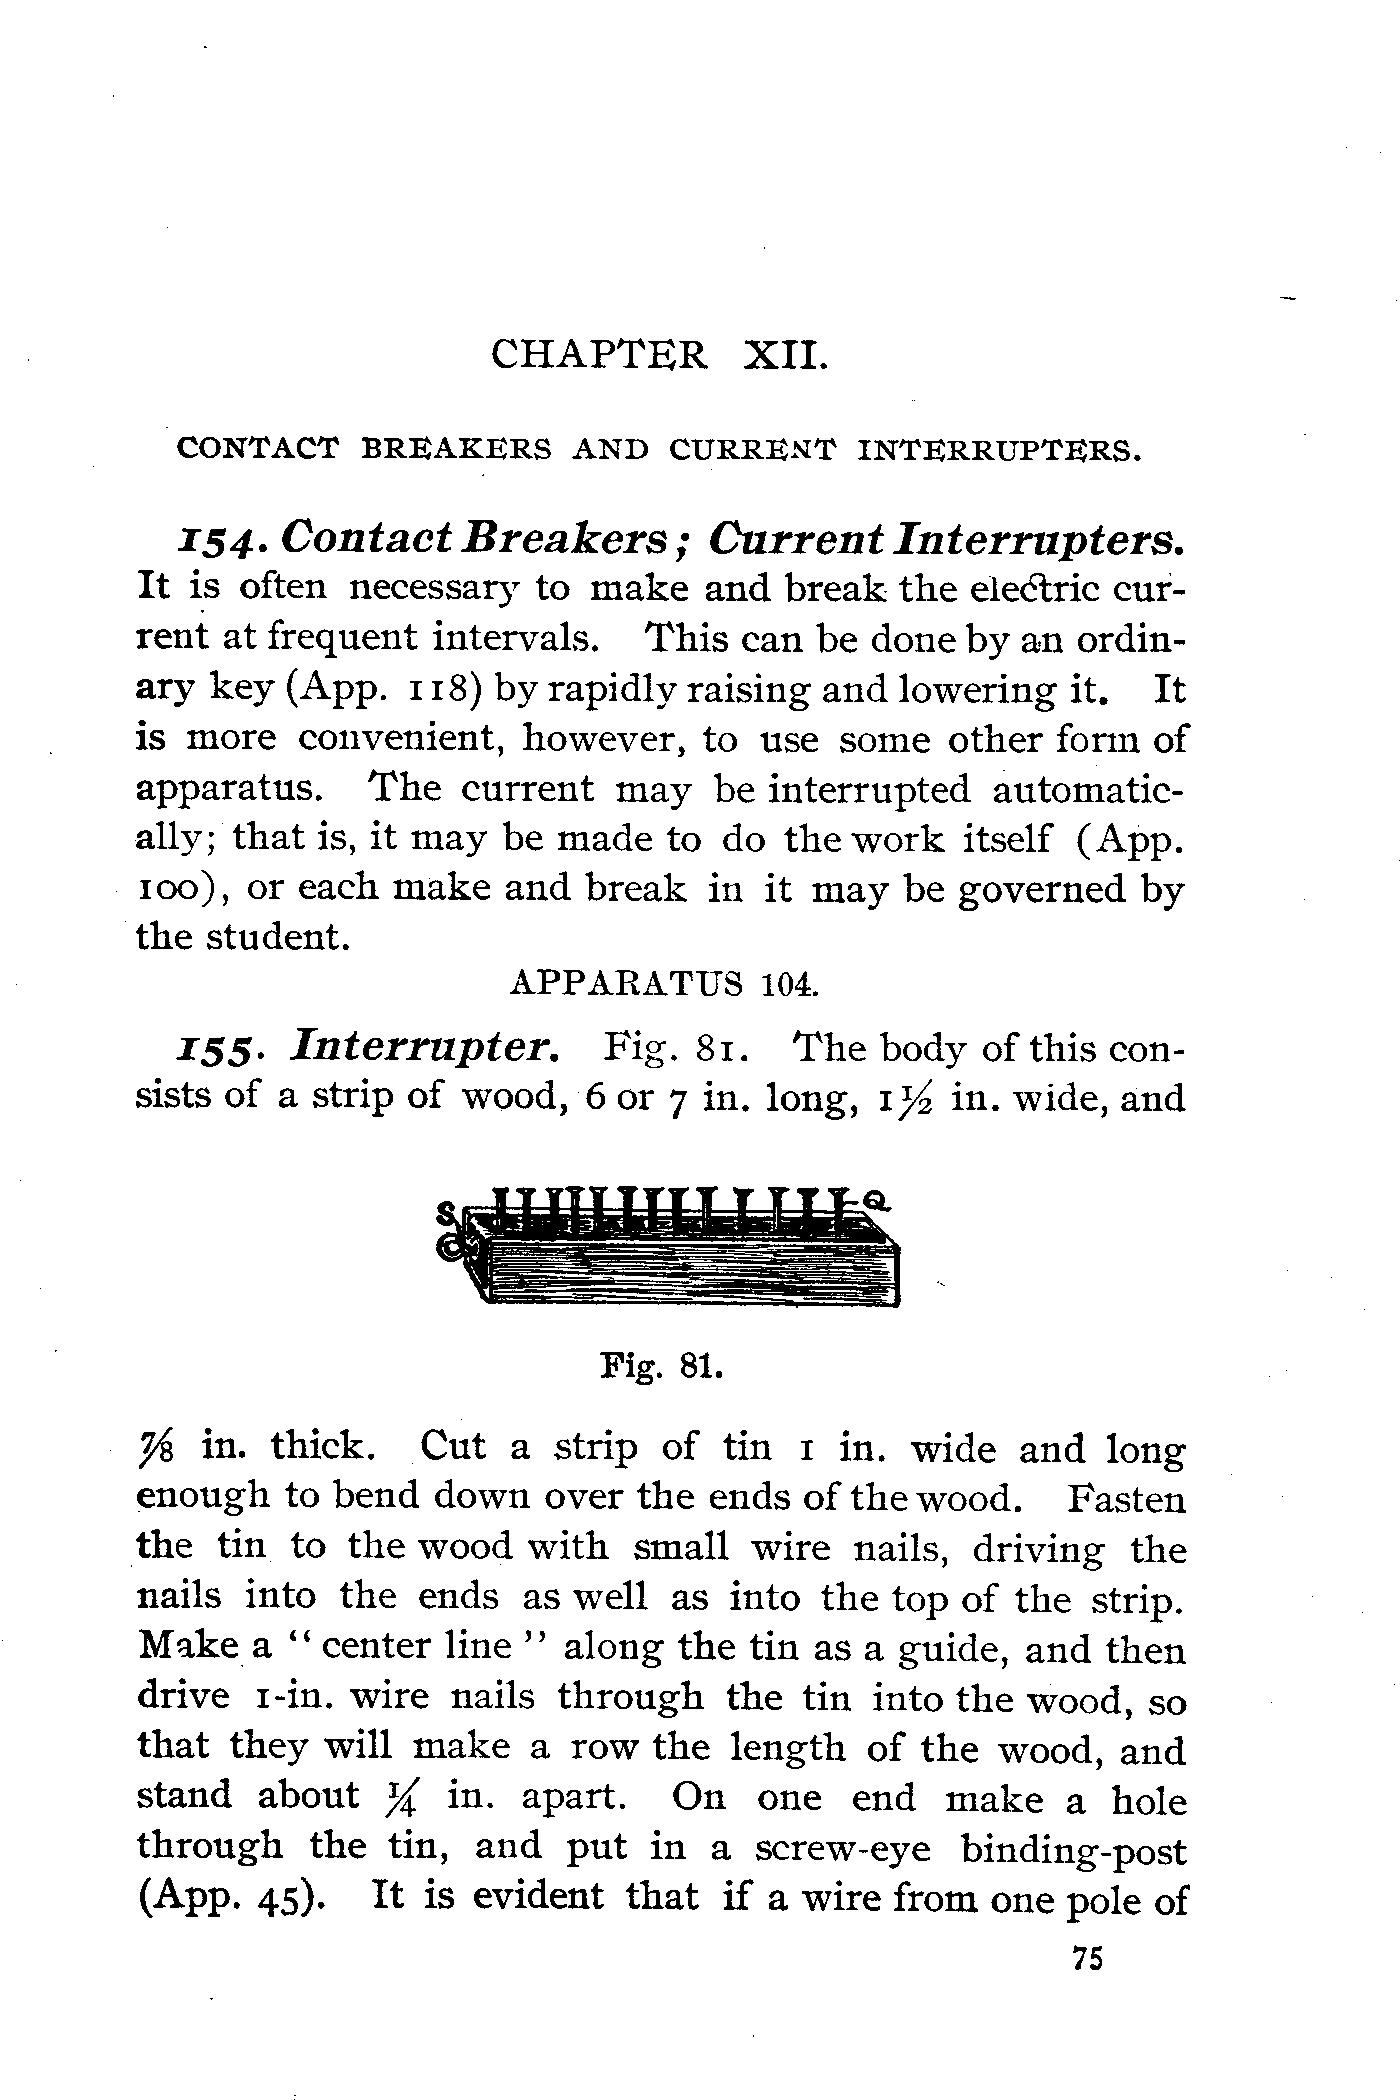 CHAPTER XII.
CONTACT BREAKERS AND CURRENT INTERRUPTERS.
154. Contact Breakers; Current Interrupters.
It is often necessary to make and break the electric cur-
rent at frequent intervals. This can be done by an ordin-
ary key (App. 118) by rapidly raising and lowering it. It
is more convenient, however, to use some other form of
apparatus. The current may be interrupted automatic-
ally; that is, it may be made to do the work itself (App.
100), or each make and break in it may be governed by
the student.
APPARATUS 104.
155. Interrupter. Fig. 81. The body of this con-
sists of a strip of wood, 6 or 7 in. long, 1½ in. wide, and
S
Q
Fig. 81.
⅞ in. thick. Cut a strip of tin 1 in. wide and long
enough to bend down over the ends of the wood. Fasten
the tin to the wood with small wire nails, driving the
nails into the ends as well as into the top of the strip.
Make a “ center line ” along the tin as a guide, and then
drive 1-in. wire nails through the tin into the wood, so
that they will make a row the length of the wood, and
stand about ¼ in. apart. On one end make a hole
through the tin, and put in a screw-eye binding-post
(App. 45). It is evident that if a wire from one pole of
75